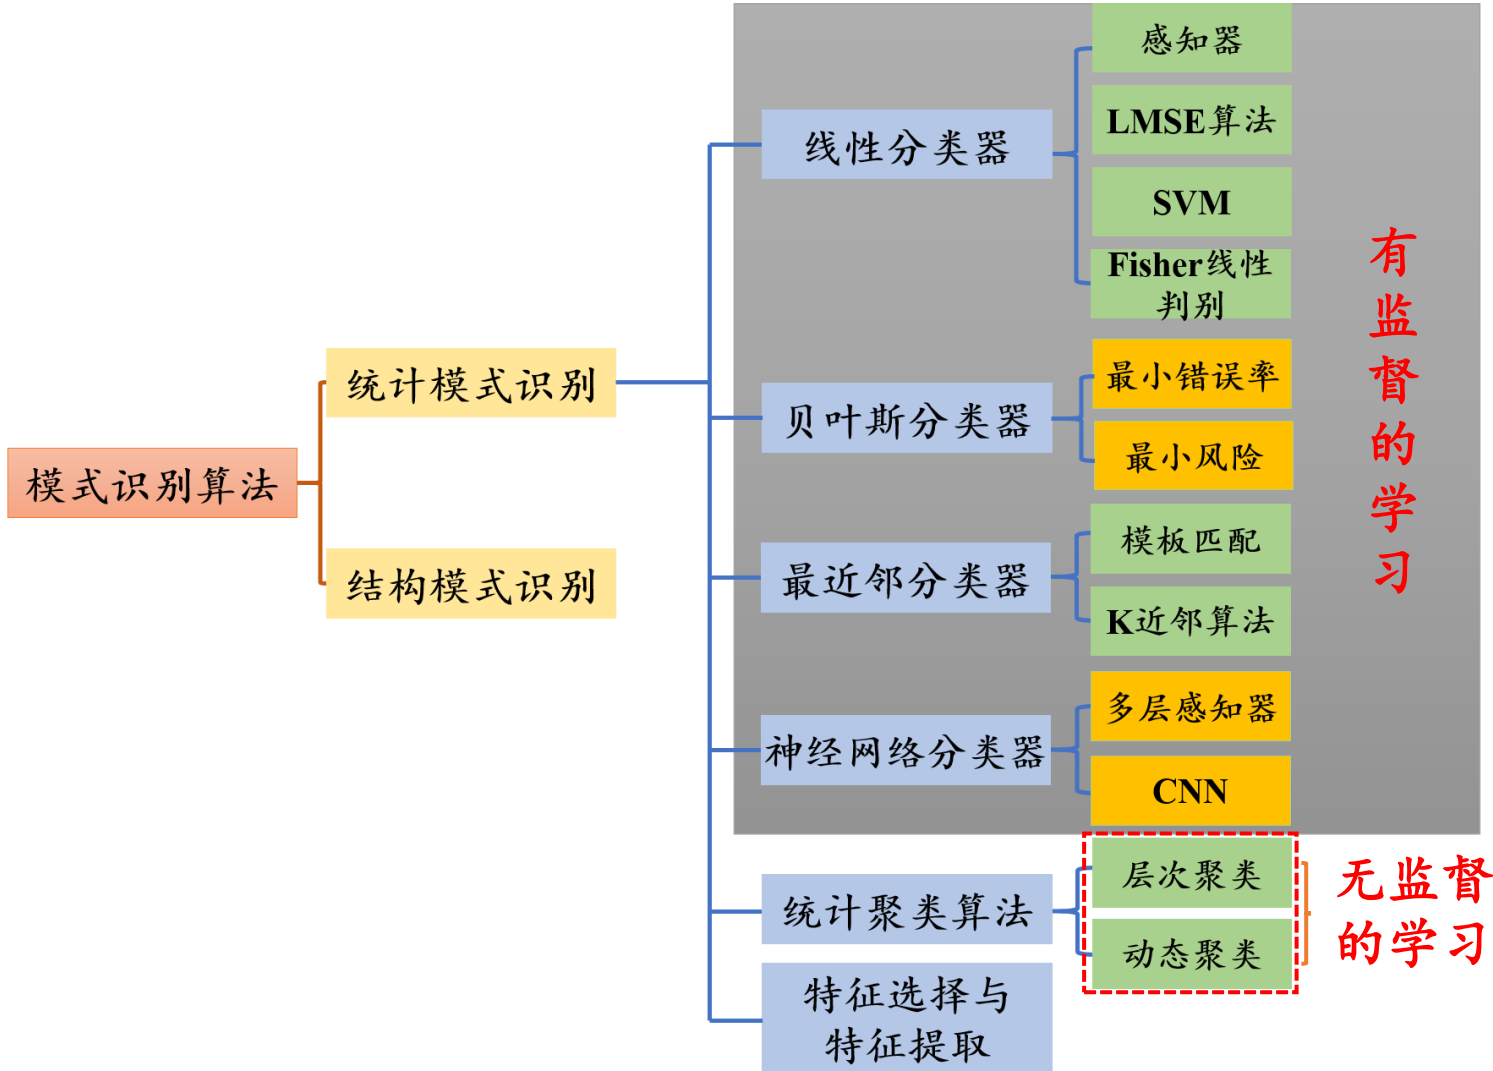 模式识别算法
统计模式识别
结构模式识别
线性分类器
感知器
LMSE算法
SVM
Fisher线性
判别
贝叶斯分类器
最小错误率
最小风险
最近邻分类器
模板匹配
K近邻算法
神经网络分类器
多层感知器
CNN
有监督的学习
统计聚类算法
层次聚类
动态聚类
无监督
的学习
特征选择与
特征提取